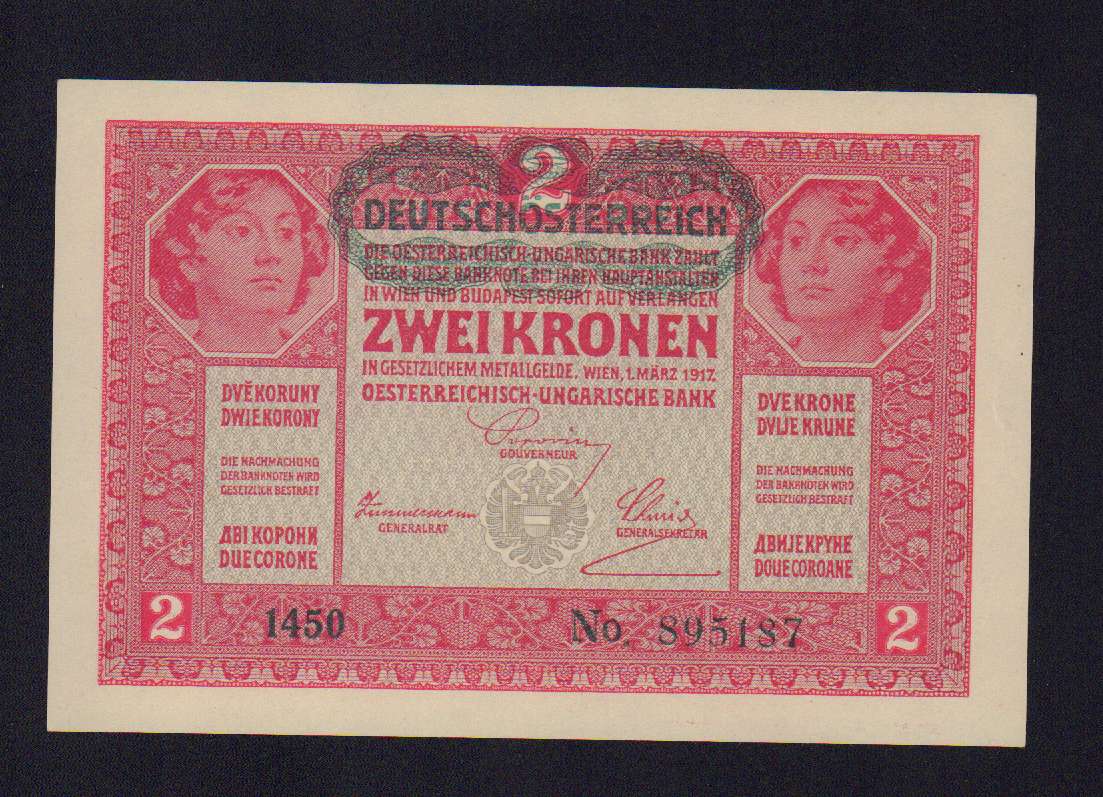 2
DEUTSCHÖSTERREICH
DIE OESTERREICHISCH-UNGARISCHE BANK ZAHLT
GEGEN DIESE BANKNOTE BEI IHREN HAUPTANSTALTEN
IN WIEN UND BUDAPEST SOFORT AUF VERLANGEN
ZWEI KRONEN
IN GESETZLICHEM METALLGELDE. WIEN, 1. MÄRZ 1917.
OESTERREICHISCH-UNGARISCHE BANK
Popovics
GOUVERNEUR
Zimmermann
GENERALRAT
GENERALSEKRETÄR
DVĚ KORUNY
DWIE KORONY
DIE NACHMACHUNG
DER BANKNOTEN WIRD
GESETZLICH BESTRAFT
ДВІ КОРОНИ
DUE CORONE
DVE KRONE
DVIJE KRUNE
DIE NACHMACHUNG
DER BANKNOTEN WIRD
GESETZLICH BESTRAFT
ДВИЈЕ КРУНЕ
DOUE COROANE
2
1450
No. 895187
2